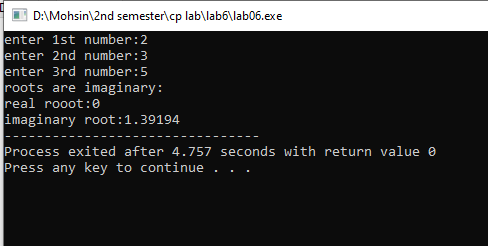 D:\Mohsin\2nd semester\cp lab\lab6\lab06.exe
enter 1st number:2
enter 2nd number:3
enter 3rd number:5
roots are imaginary:
real rooot:0
imaginary root:1.39194
--------------------------------
Process exited after 4.757 seconds with return value 0
Press any key to continue . . .